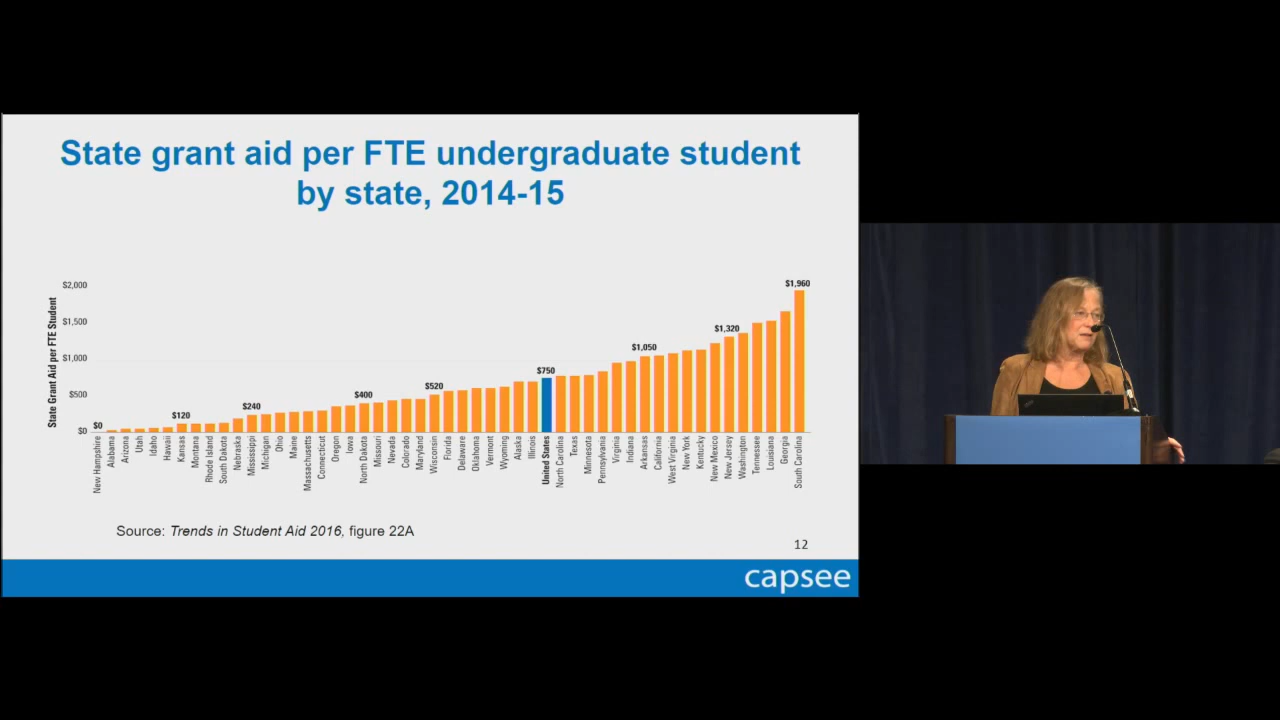 State grant aid per FTE undergraduate student
by state, 2014-15
State Grant Aid per FTE Student
$2,000
$1,500
$1,000
$500
$0
$0
$120
$240
$400
$520
$750
$1,050
$1,320
$1,960
New Hampshire
Alabama
Arizona
Utah
Idaho
Hawaii
Kansas
Montana
Rhode Island
South Dakota
Nebraska
Mississippi
Michigan
Ohio
Maine
Massachusetts
Connecticut
Oregon
Iowa
North Dakota
Missouri
Nevada
Colorado
Maryland
Wisconsin
Florida
Delaware
Oklahoma
Vermont
Wyoming
Alaska
Illinois
United States
North Carolina
Texas
Minnesota
Pennsylvania
Virginia
Indiana
Arkansas
California
West Virginia
New York
Kentucky
New Mexico
New Jersey
Washington
Tennessee
Louisiana
Georgia
South Carolina
Source: Trends in Student Aid 2016, figure 22A
12
capsee